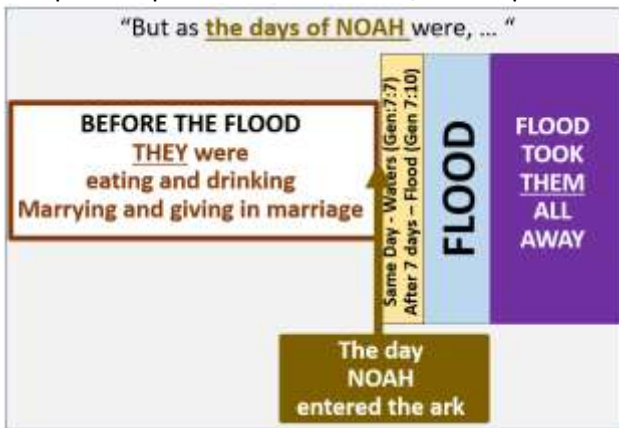 “But as the days of NOAH were, ... “
BEFORE THE FLOOD
THEY were
eating and drinking
Marrying and giving in marriage
Same Day - Waters (Gen:7:7)
After 7 days – Flood (Gen 7:10)
FLOOD
FLOOD
TOOK
THEM
ALL
AWAY
The day
NOAH
entered the ark